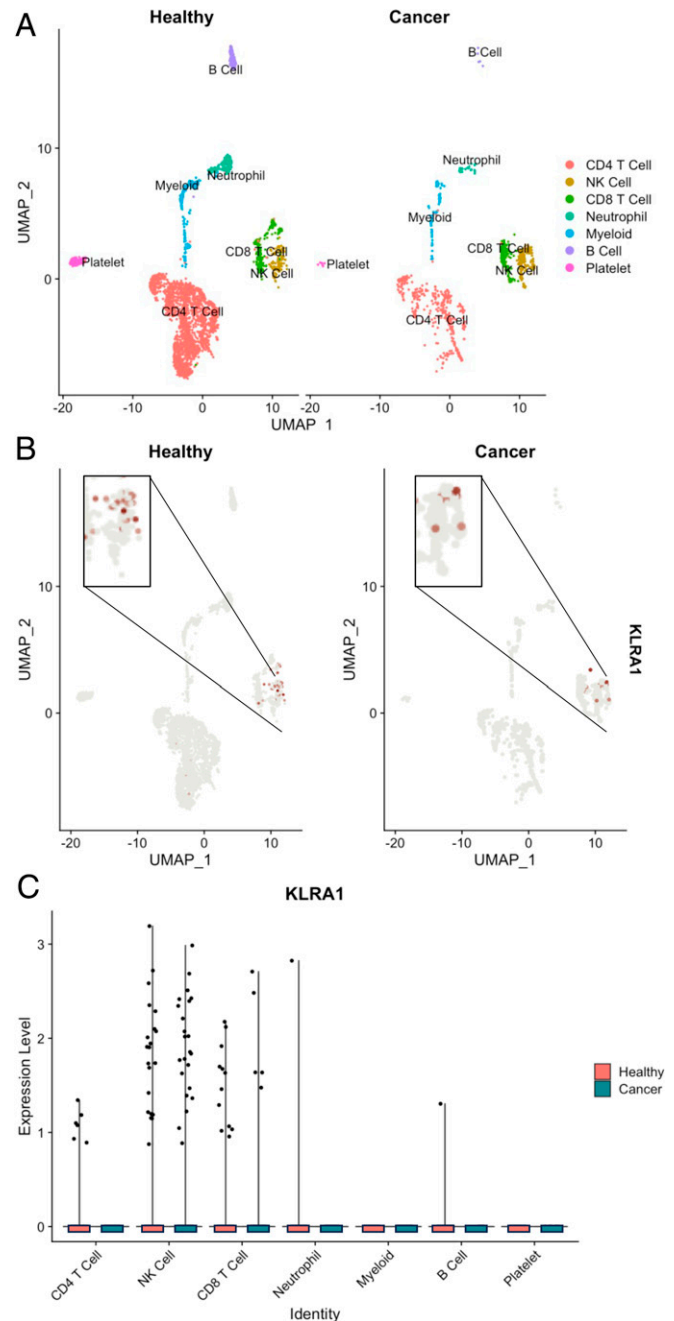 A
Healthy
Cancer
B Cell
B Cell
Neutrophil
Neutrophil
Myeloid
Myeloid
CD8 T Cell
CD8 T Cell
NK Cell
NK Cell
Platelet
Platelet
CD4 T Cell
CD4 T Cell
CD4 T Cell
NK Cell
CD8 T Cell
Neutrophil
Myeloid
B Cell
Platelet
UMAP_2
10
0
-20
-10
0
10
-20
-10
0
10
UMAP_1
B
Healthy
Cancer
UMAP_2
10
0
-20
-10
0
10
UMAP_1
UMAP_2
10
0
-20
-10
0
10
UMAP_1
KLRA1
C
KLRA1
Expression Level
3
2
1
0
Healthy
Cancer
CD4 T Cell
NK Cell
CD8 T Cell
Neutrophil
Myeloid
B Cell
Platelet
Identity